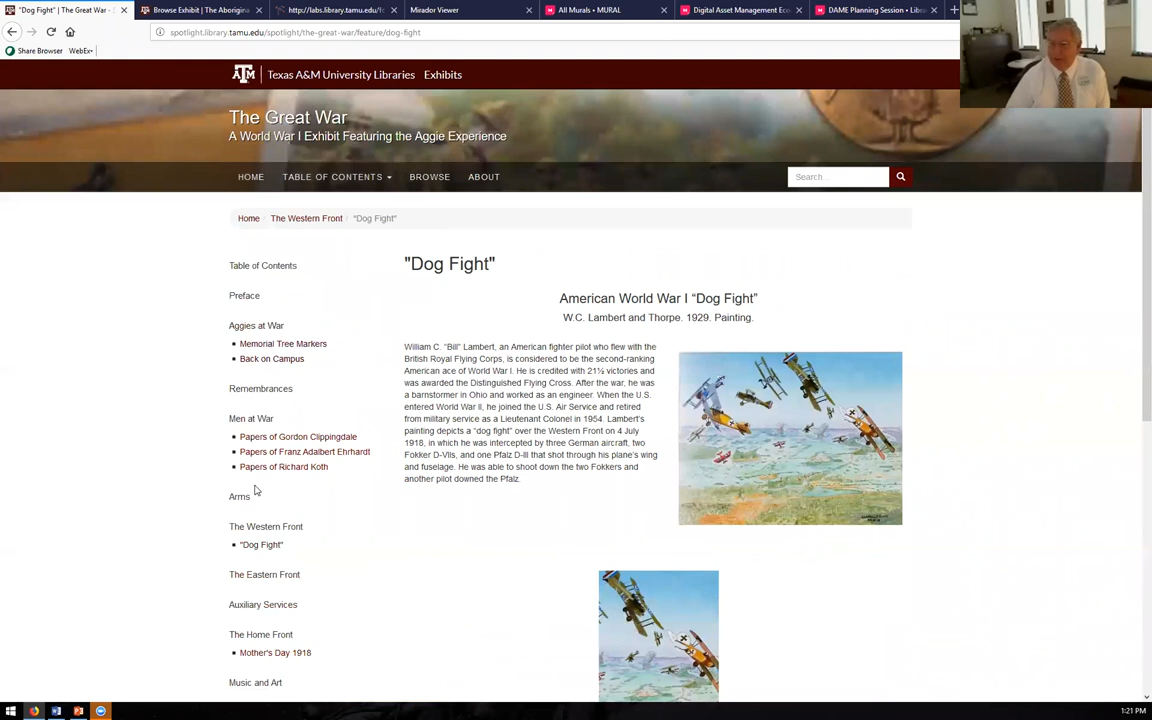 "Dog Fight" | The Great War -
Browse Exhibit | The Aborigina
http://labs.library.tamu.edu/f
Mirador Viewer
All Murals • MURAL
Digital Asset Management Eco
DAME Planning Session • Libr
spotlight.library.tamu.edu/spotlight/the-great-war/feature/dog-fight
Share Browser WebEx
ATM Texas A&M University Libraries Exhibits
The Great War
A World War I Exhibit Featuring the Aggie Experience
HOME TABLE OF CONTENTS BROWSE ABOUT Search...
Home / The Western Front / "Dog Fight"
Table of Contents
Preface
Aggies at War
Memorial Tree Markers
Back on Campus
Remembrances
Men at War
Papers of Gordon Clippingdale
Papers of Franz Adalbert Ehrhardt
Papers of Richard Koth
Arms
The Western Front
"Dog Fight"
The Eastern Front
Auxiliary Services
The Home Front
Mother's Day 1918
Music and Art
"Dog Fight"
American World War I “Dog Fight”
W.C. Lambert and Thorpe. 1929. Painting.
William C. “Bill” Lambert, an American fighter pilot who flew with the
British Royal Flying Corps, is considered to be the second-ranking
American ace of World War I. He is credited with 21½ victories and
was awarded the Distinguished Flying Cross. After the war, he was
a barnstormer in Ohio and worked as an engineer. When the U.S.
entered World War II, he joined the U.S. Air Service and retired
from military service as a Lieutenant Colonel in 1954. Lambert's
painting depicts a “dog fight” over the Western Front on 4 July
1918, in which he was intercepted by three German aircraft, two
Fokker D-VIIs, and one Pfalz D-III that shot through his plane's wing
and fuselage. He was able to shoot down the two Fokkers and
another pilot downed the Pfalz.
1:21 PM